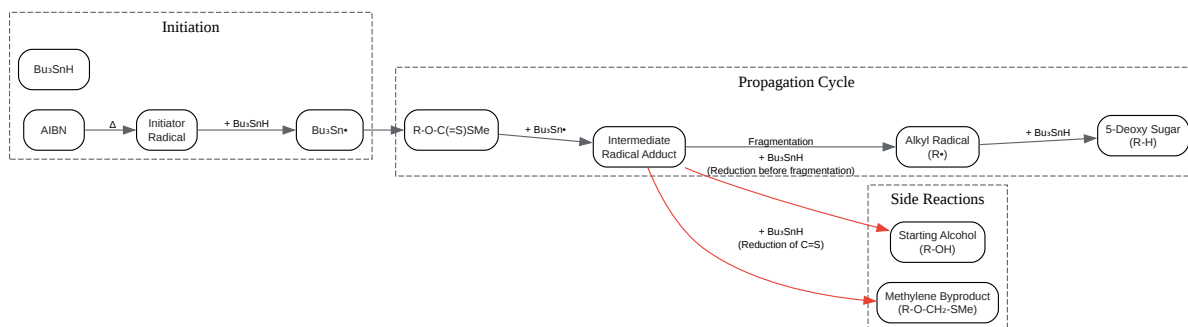 Initiation
Bu₃SnH
AIBN
Δ
Initiator
Radical
+ Bu₃SnH
Bu₃Sn•
Propagation Cycle
R-O-C(=S)SMe
+ Bu₃Sn•
Intermediate
Radical Adduct
Fragmentation
+ Bu₃SnH
(Reduction before fragmentation)
Alkyl Radical
(R•)
+ Bu₃SnH
5-Deoxy Sugar
(R-H)
Side Reactions
Starting Alcohol
(R-OH)
+ Bu₃SnH
(Reduction of C=S)
Methylene Byproduct
(R-O-CH₂-SMe)